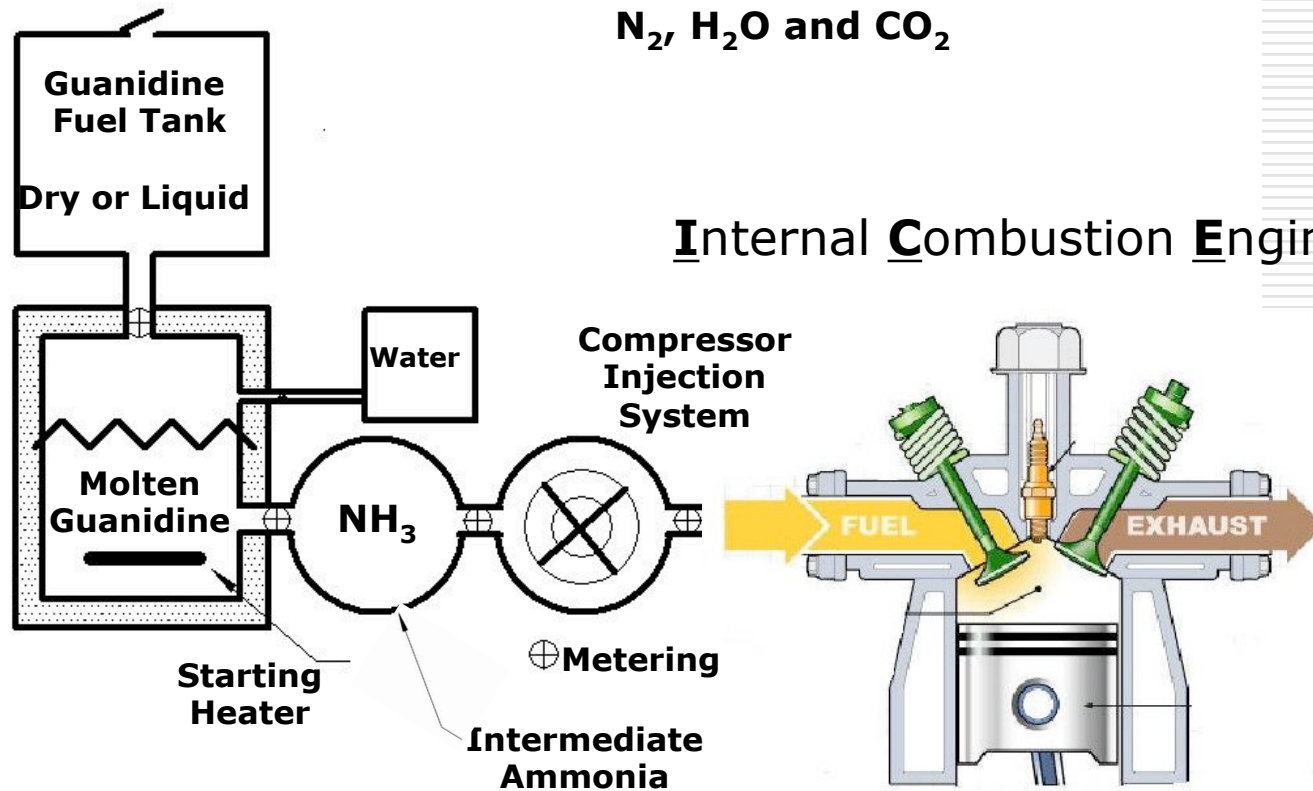 N₂, H₂O and CO₂
Guanidine
Fuel Tank
Dry or Liquid
Internal Combustion Engin
Water
Compressor
Injection
System
Molten
Guanidine
NH₃
FUEL
EXHAUST
Metering
Starting
Heater
Intermediate
Ammonia